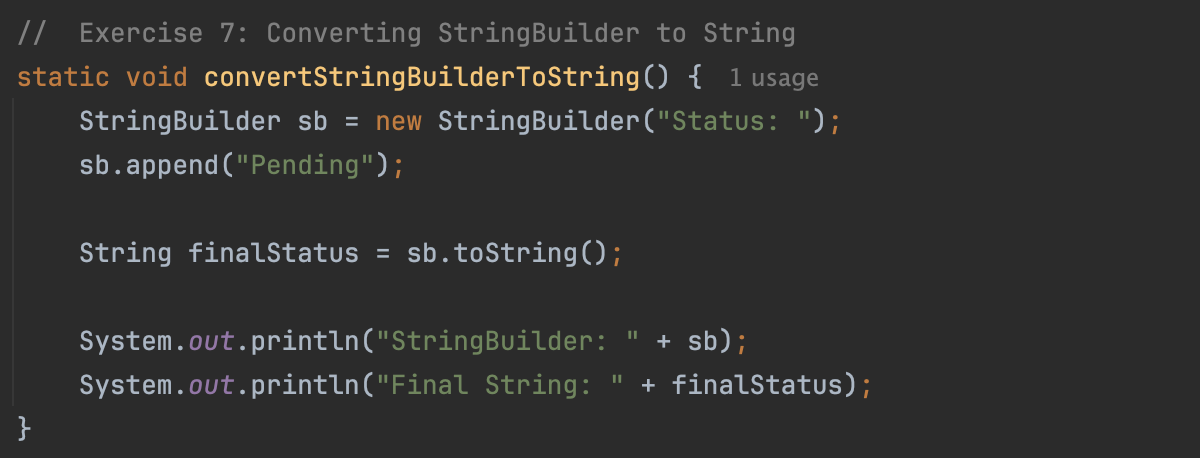 //  Exercise 7: Converting StringBuilder to String
static void convertStringBuilderToString() {  1 usage
    StringBuilder sb = new StringBuilder("Status: ");
    sb.append("Pending");

    String finalStatus = sb.toString();

    System.out.println("StringBuilder: " + sb);
    System.out.println("Final String: " + finalStatus);
}